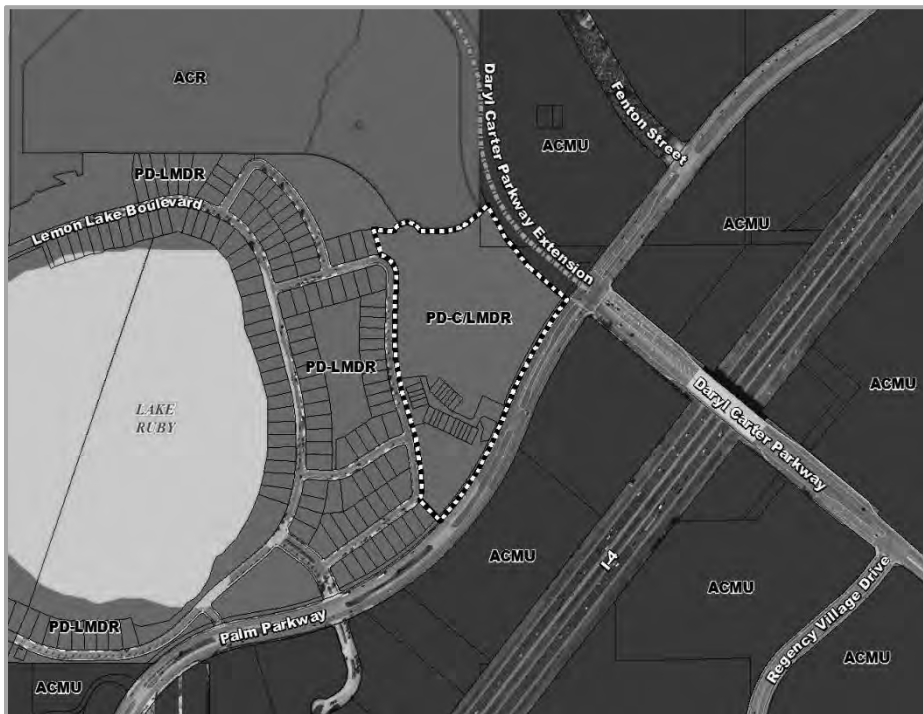 ACR
Daryl Carter Parkway Extension
Fenton Street
ACMU
PD-LMDR
Lemon Lake Boulevard
ACMU
PD-C/LMDR
PD-LMDR
LAKE
RUBY
ACMU
Daryl Carter Parkway
I-4
ACMU
ACMU
Regency Village Drive
PD-LMDR
Palm Parkway
ACMU
ACMU